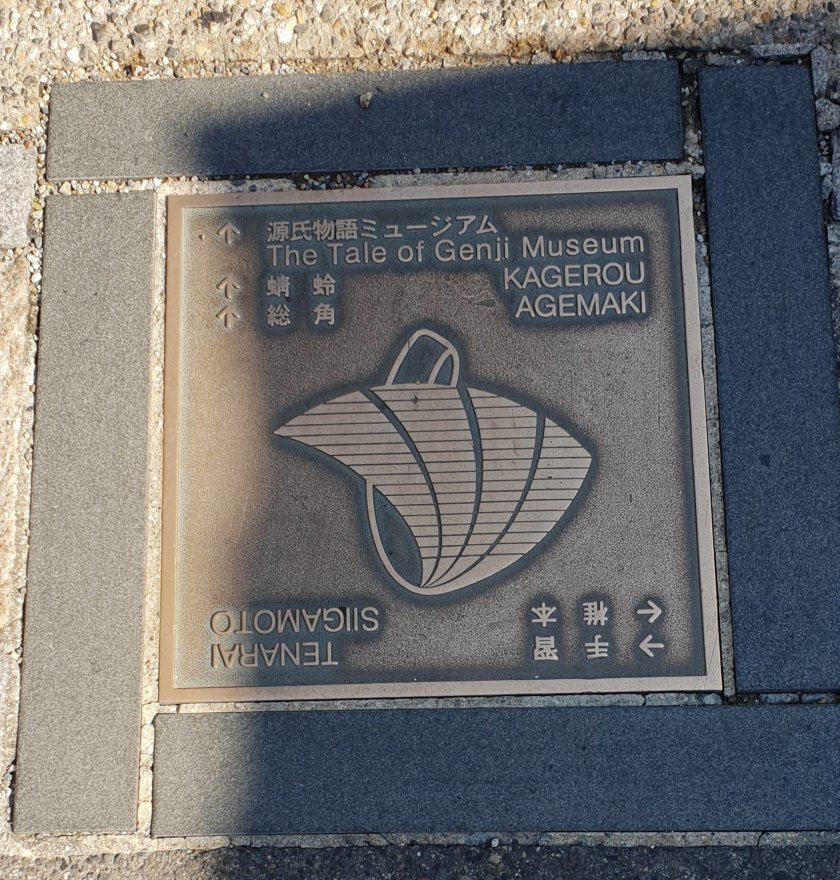 ↑ 源氏物語ミュージアム
The Tale of Genji Museum
↑ 蜻 蛉 KAGEROU
↑ 総 角 AGEMAKI
← 手 習 TENARAI
→ 椎 本 SIIGAMOTO